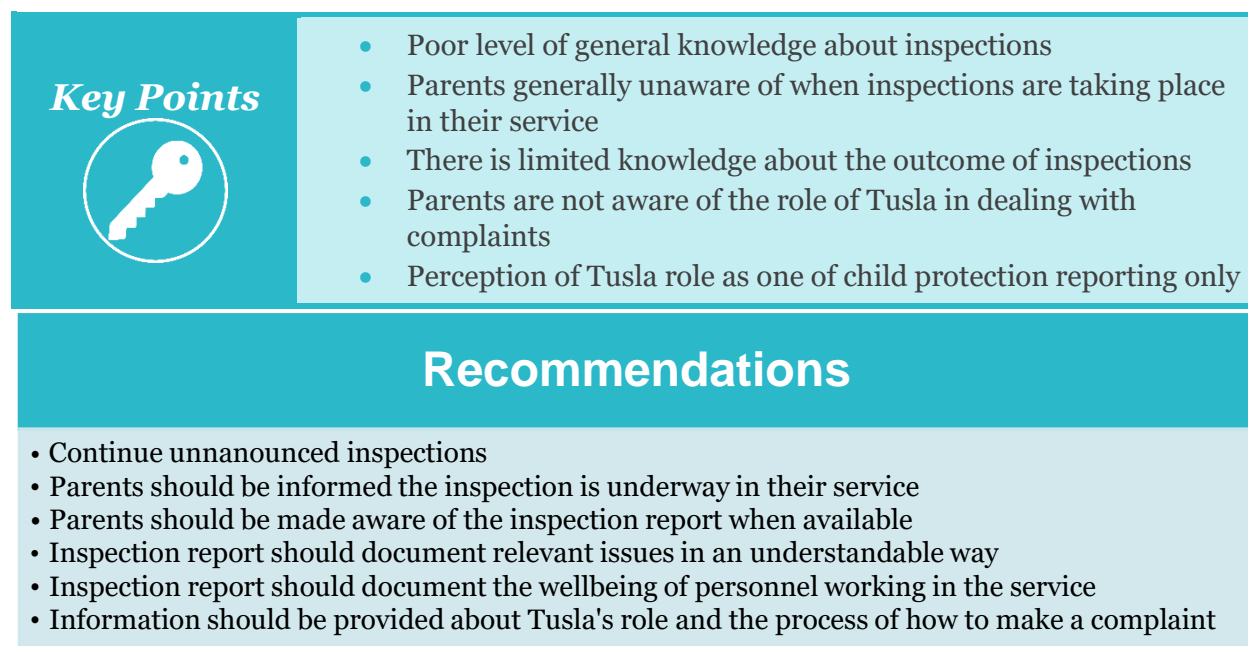 Key Points
• Poor level of general knowledge about inspections
• Parents generally unaware of when inspections are taking place
in their service
• There is limited knowledge about the outcome of inspections
• Parents are not aware of the role of Tusla in dealing with
complaints
• Perception of Tusla role as one of child protection reporting only
Recommendations
• Continue unnanounced inspections
• Parents should be informed the inspection is underway in their service
• Parents should be made aware of the inspection report when available
• Inspection report should document relevant issues in an understandable way
• Inspection report should document the wellbeing of personnel working in the service
• Information should be provided about Tusla's role and the process of how to make a complaint